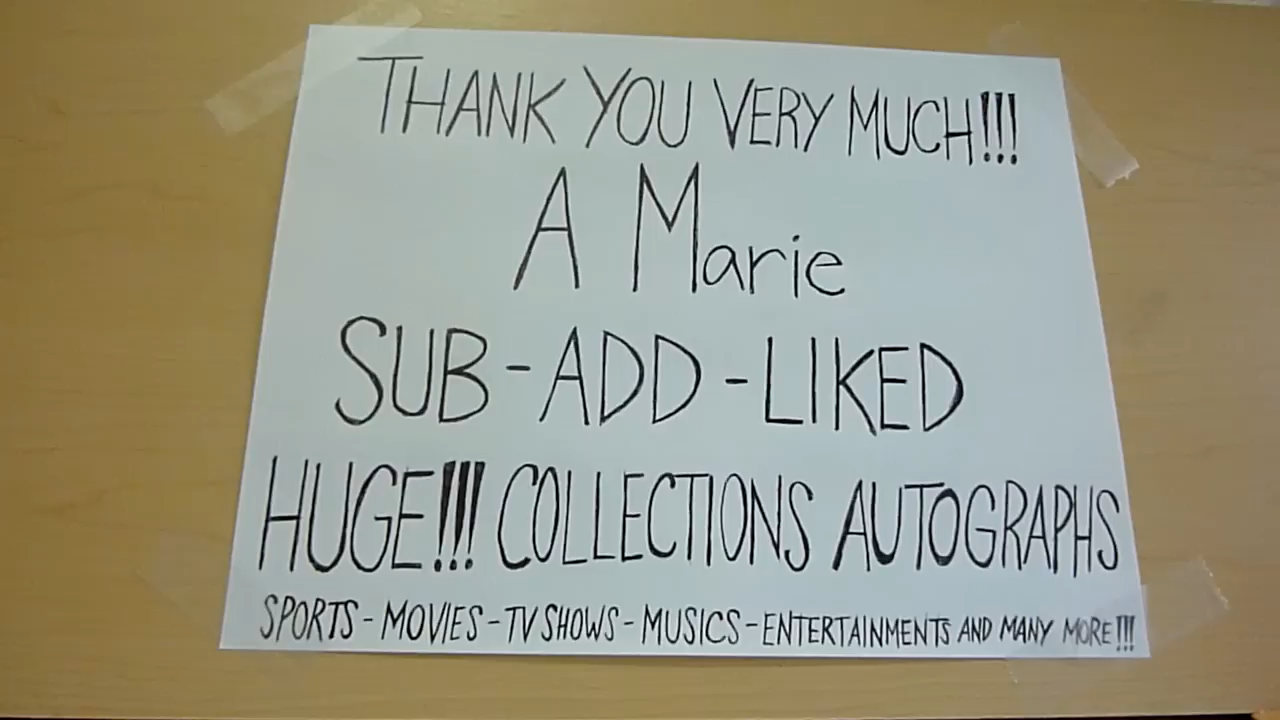 THANK YOU VERY MUCH!!!
A Marie
SUB-ADD-LIKED
HUGE!!! COLLECTIONS AUTOGRAPHS
SPORTS-MOVIES-TV SHOWS-MUSICS-ENTERTAINMENTS AND MANY MORE!!!